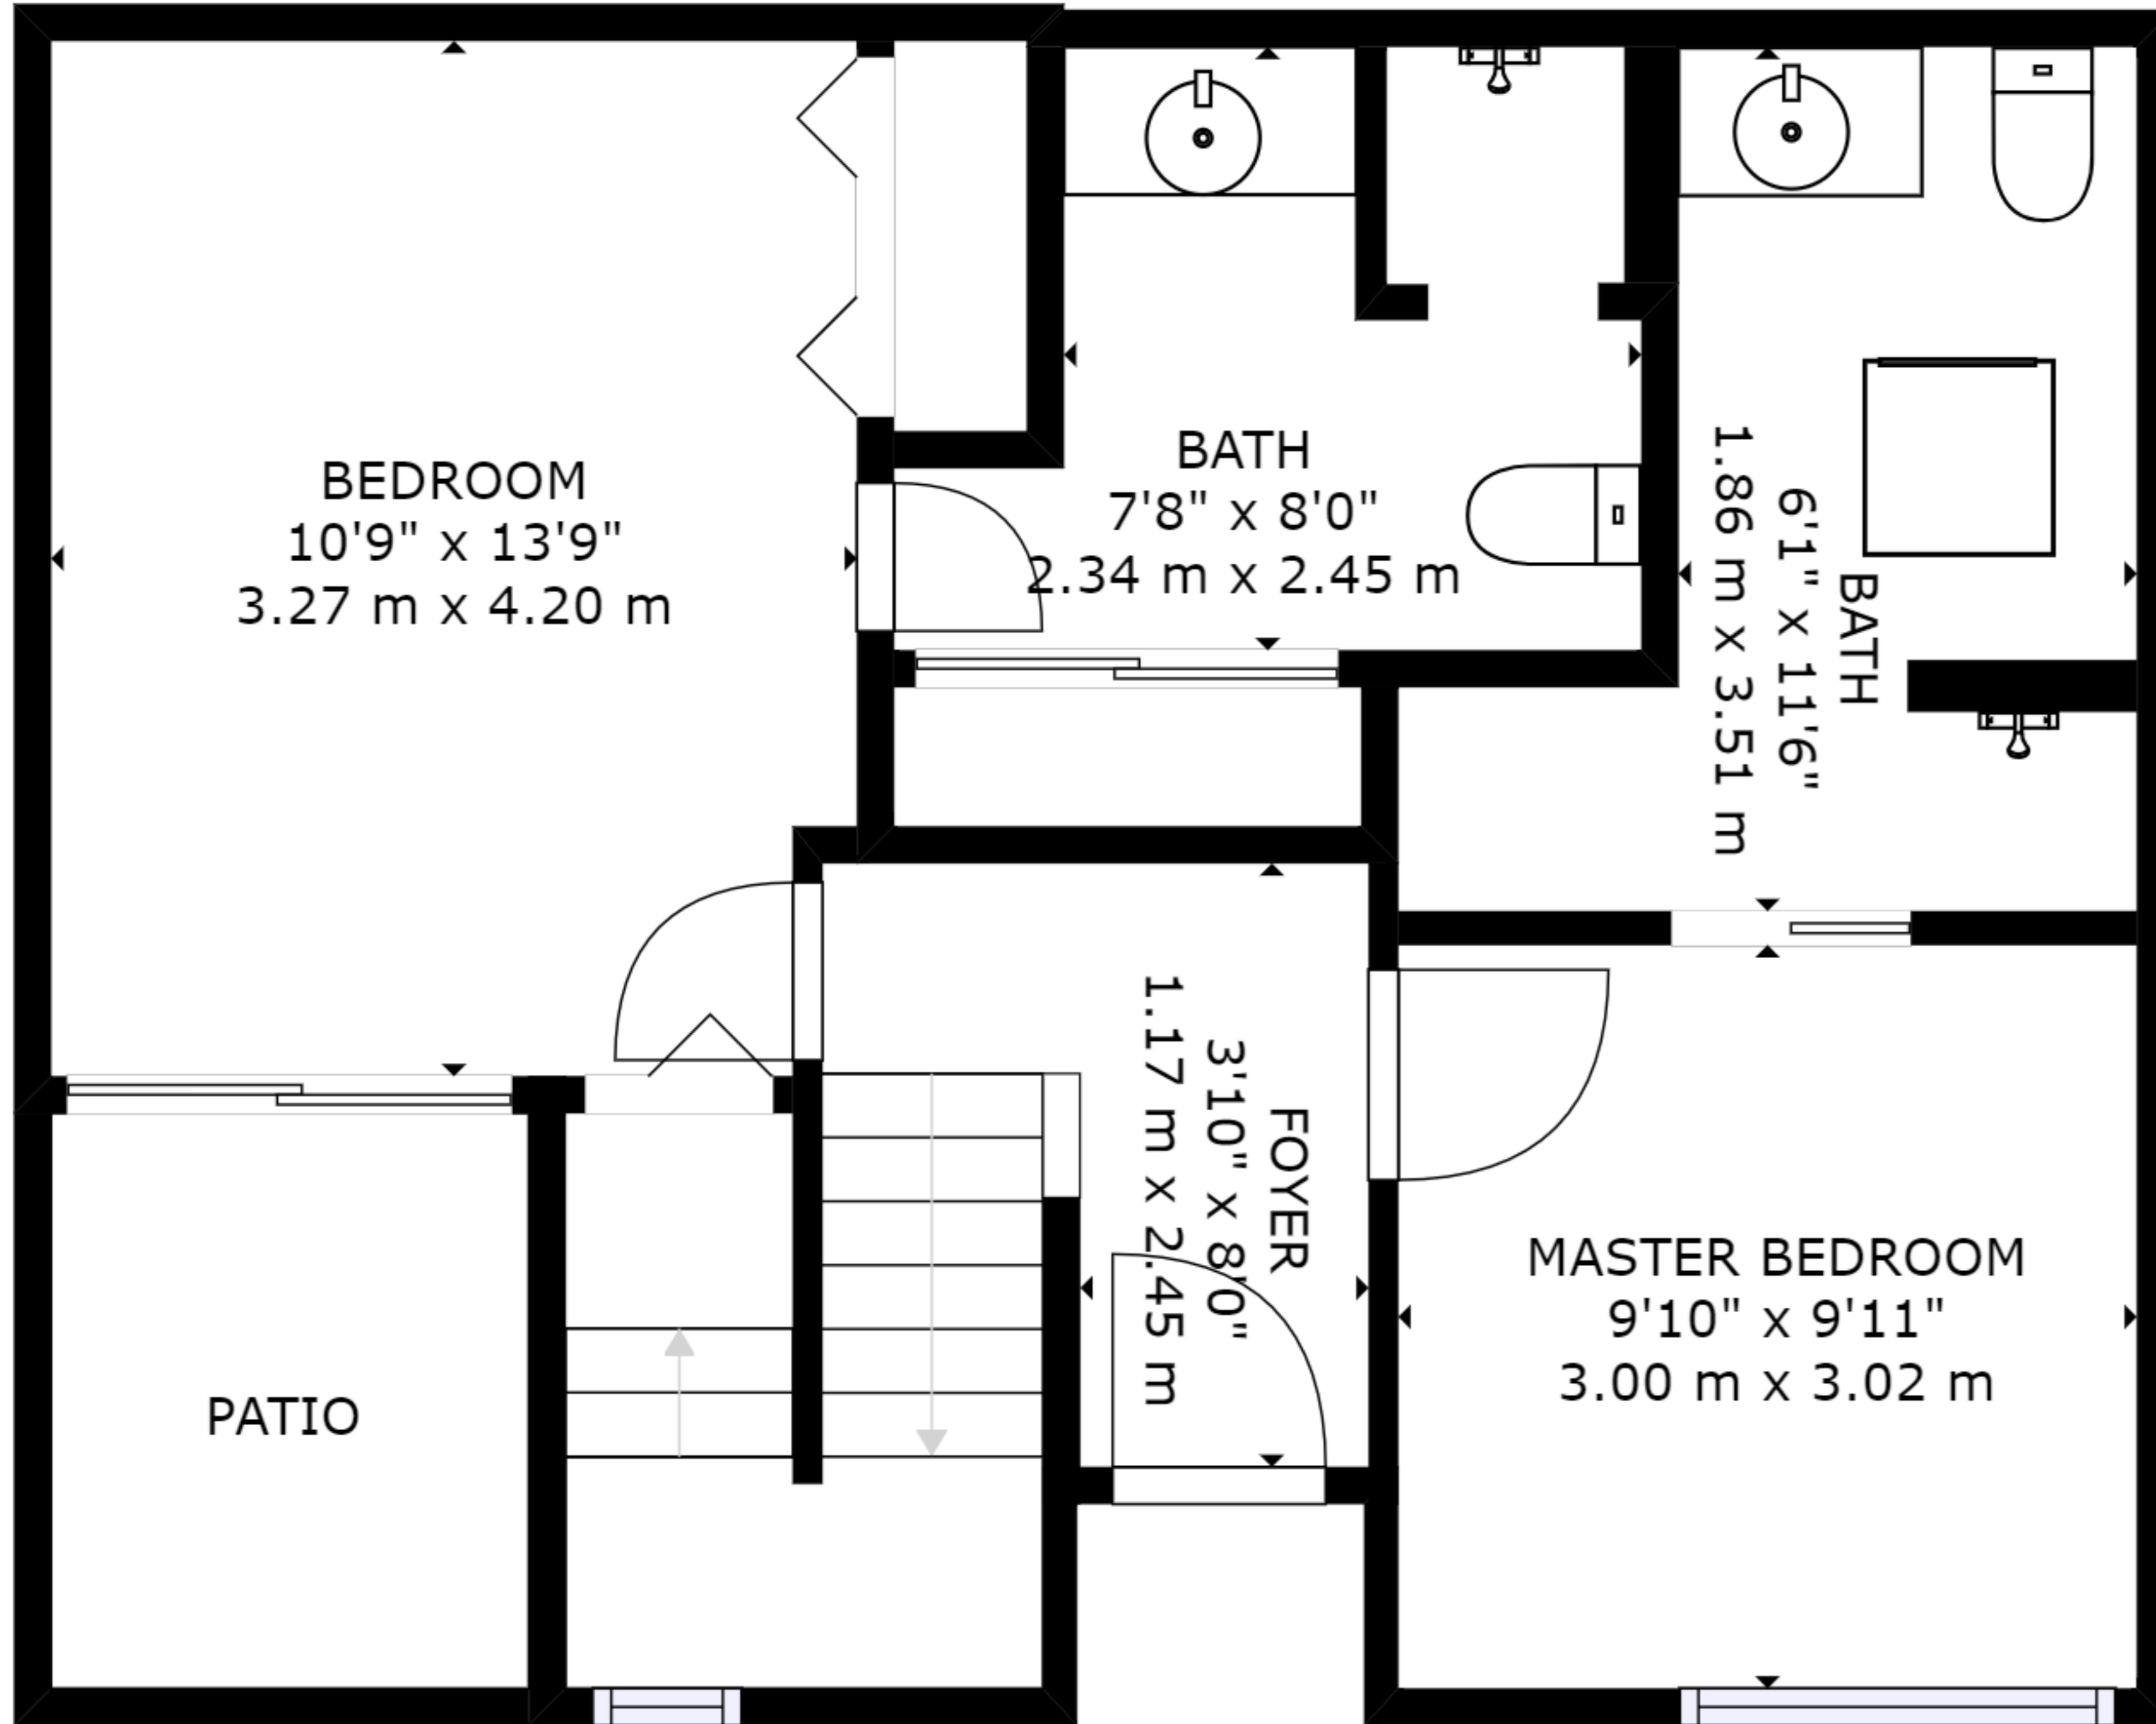 BEDROOM
10'9" x 13'9"
3.27 m x 4.20 m
BATH
7'8" x 8'0"
2.34 m x 2.45 m
BATH
6'1" x 11'6"
1.86 m x 3.51 m
FOYER
3'10" x 8'0"
1.17 m x 2.45 m
MASTER BEDROOM
9'10" x 9'11"
3.00 m x 3.02 m
PATIO